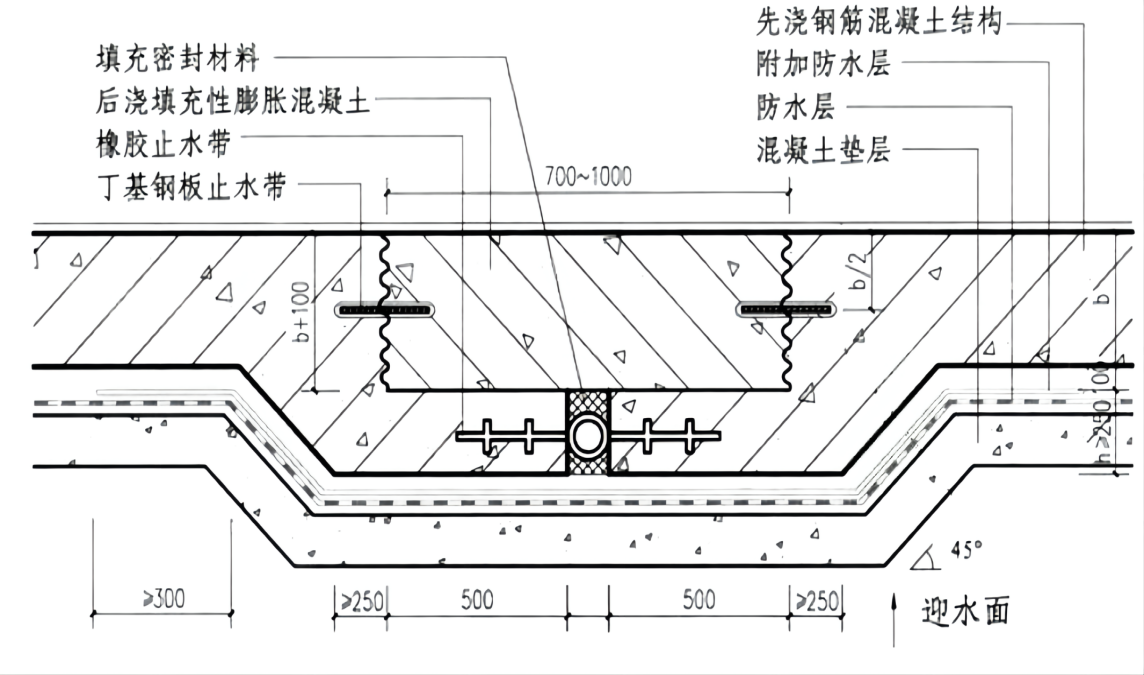 填充密封材料
后浇填充性膨胀混凝土
橡胶止水带
丁基钢板止水带
先浇钢筋混凝土结构
附加防水层
防水层
混凝土垫层
700~1000
b+100
b/2
b
100
h≥250
45°
≥300
≥250
500
500
≥250
迎水面